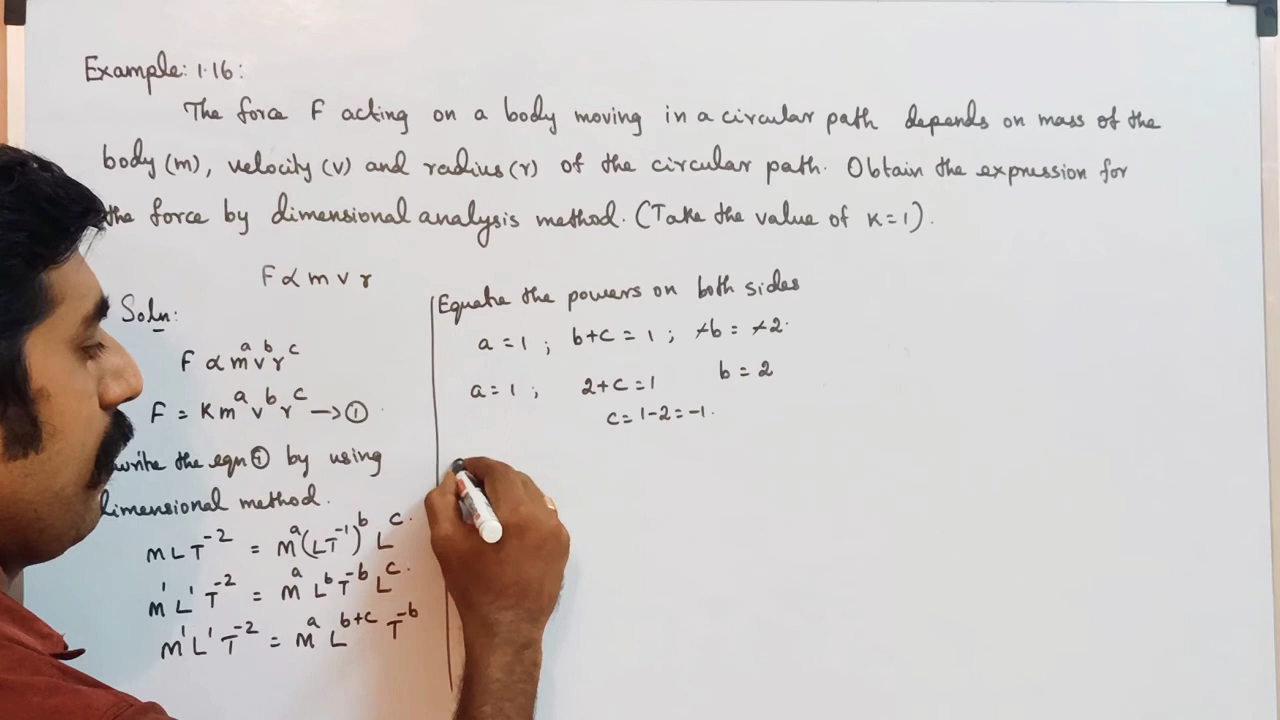 Example: 1.16:
The force F acting on a body moving in a circular path depends on mass of the
body (m), velocity (v) and radius (r) of the circular path. Obtain the expression for
the force by dimensional analysis method. (Take the value of K=1).
F ∝ m v r
Soln:
F ∝ m^a v^b r^c
F = K m^a v^b r^c → ①
write the eqn ① by using
dimensional method.
M L T^-2 = M^a (LT^-1)^b L^c.
M^1 L^1 T^-2 = M^a L^b T^-b L^c.
M^1 L^1 T^-2 = M^a L^b+c T^-b
Equate the powers on both sides
a = 1 ; b+c = 1 ; -b = -2.
a = 1 ; 2+c = 1 b = 2
c = 1-2 = -1.